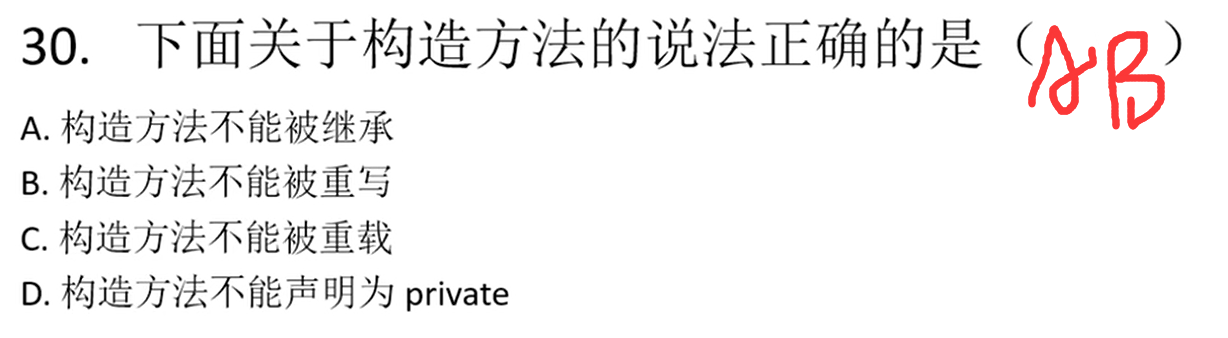 30. 下面关于构造方法的说法正确的是（AB）
A. 构造方法不能被继承
B. 构造方法不能被重写
C. 构造方法不能被重载
D. 构造方法不能声明为 private